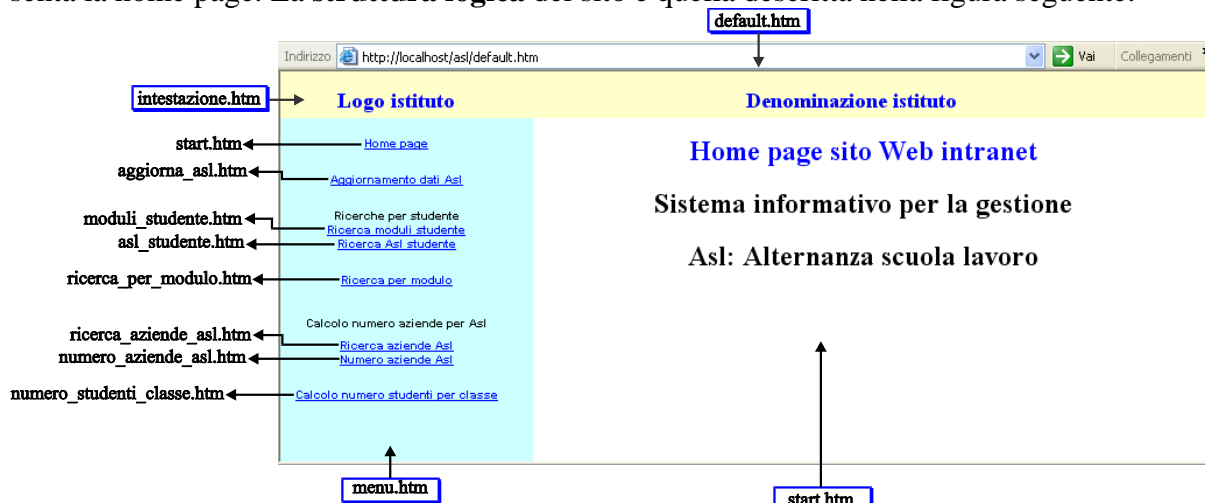 senta la home page. La struttura logica del sito è quella descritta nella figura seguente:
default.htm
Indirizzo http://localhost/asl/default.htm Vai Collegamenti
intestazione.htm Logo istituto Denominazione istituto
start.htm Home page
Home page sito Web intranet
aggiorna_asl.htm Aggiornamento dati Asl
Sistema informativo per la gestione
Ricerche per studente
moduli_studente.htm Ricerca moduli studente
asl_studente.htm Ricerca Asl studente
Asl: Alternanza scuola lavoro
ricerca_per_modulo.htm Ricerca per modulo
Calcolo numero aziende per Asl
ricerca_aziende_asl.htm Ricerca aziende Asl
numero_aziende_asl.htm Numero aziende Asl
numero_studenti_classe.htm Calcolo numero studenti per classe
menu.htm
start.htm